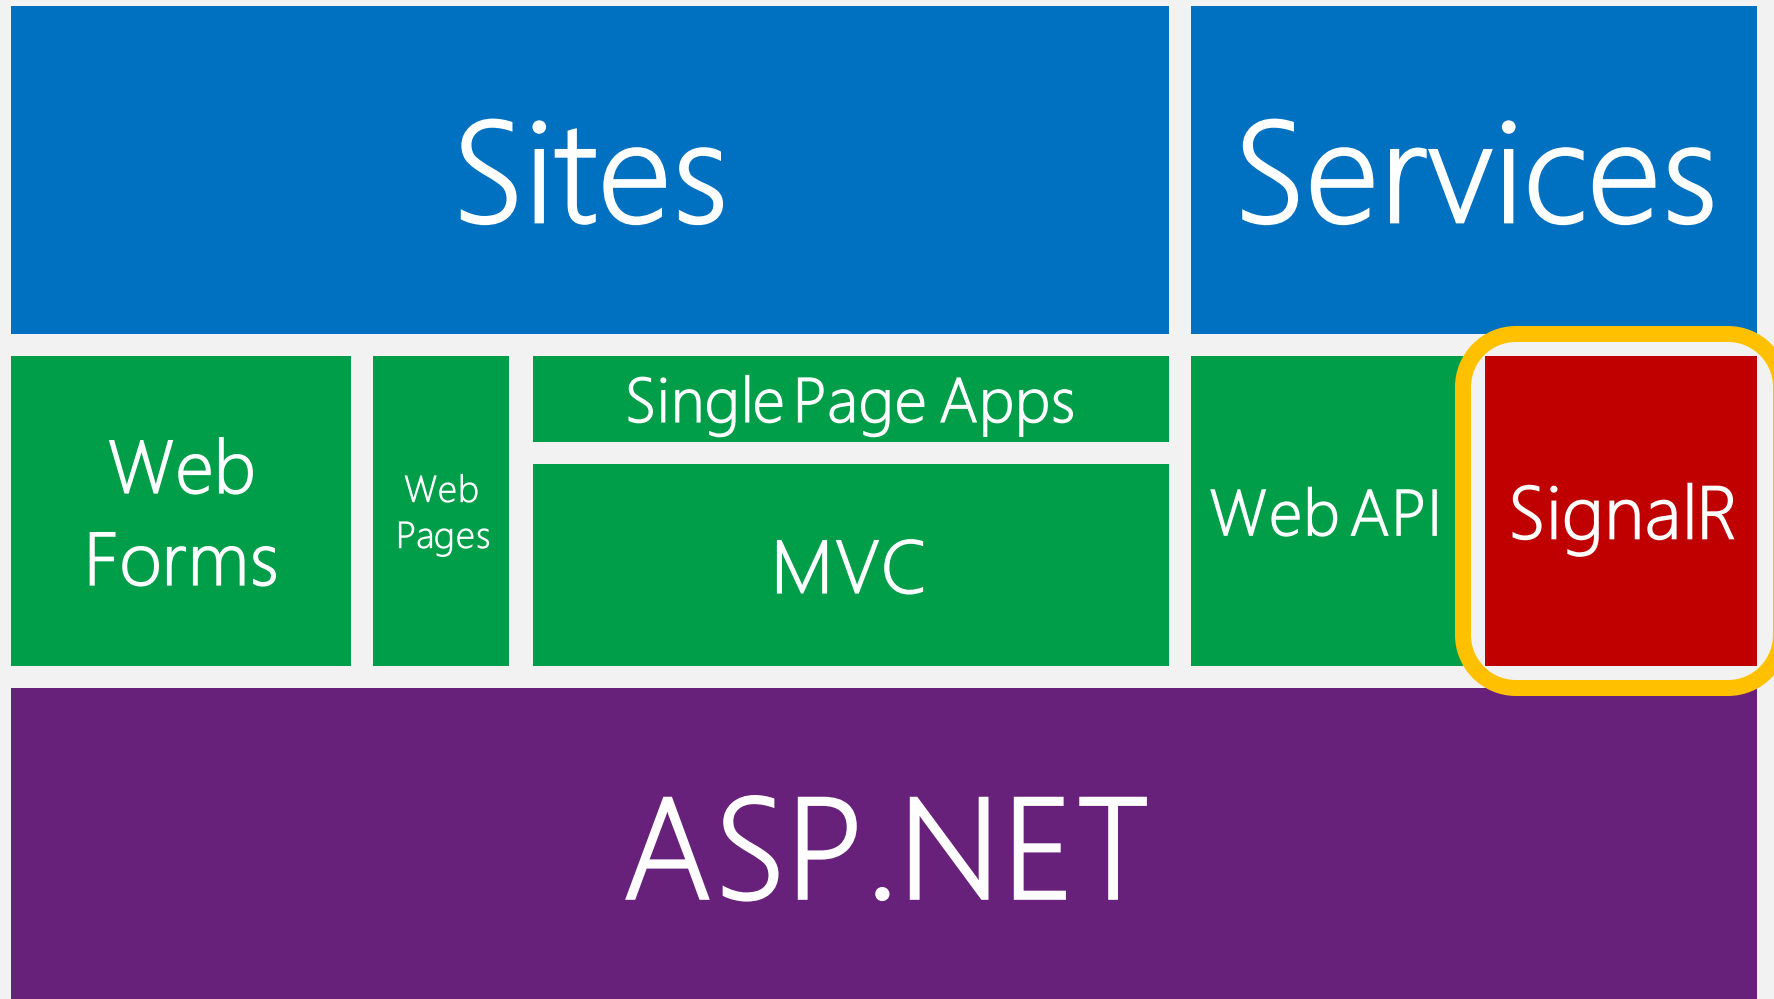 Sites
Services
Web
Forms
Web
Pages
Single Page Apps
MVC
Web API
SignalR
ASP.NET